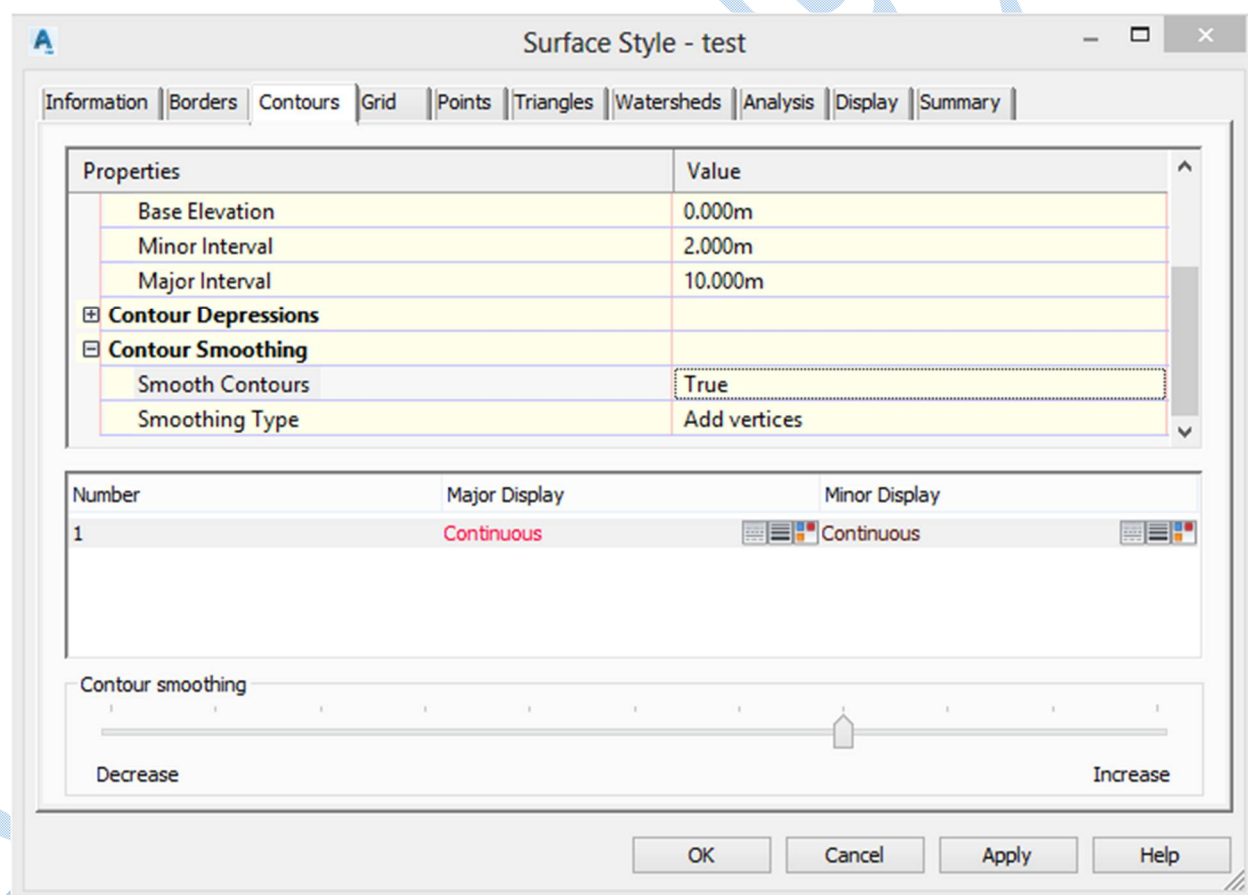 Surface Style - test
Information Borders Contours Grid Points Triangles Watersheds Analysis Display Summary
Properties Value
Base Elevation 0.000m
Minor Interval 2.000m
Major Interval 10.000m
Contour Depressions
Contour Smoothing
Smooth Contours True
Smoothing Type Add vertices
Number Major Display Minor Display
1 Continuous Continuous
Contour smoothing
Decrease Increase
OK Cancel Apply Help